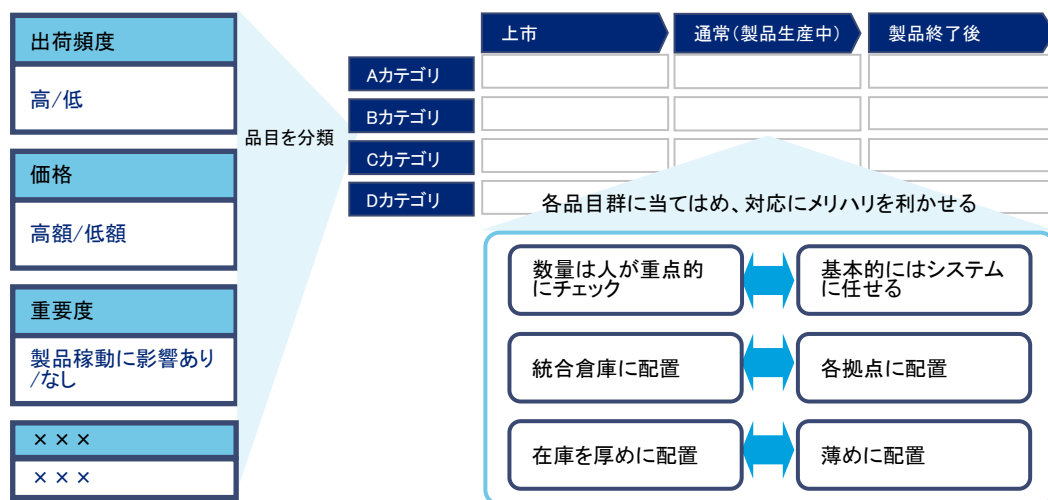 出荷頻度
高/低
価格
高額/低額
重要度
製品稼動に影響あり
/なし
×××
×××
品目を分類
上市
通常(製品生産中)
製品終了後
Aカテゴリ
Bカテゴリ
Cカテゴリ
Dカテゴリ
各品目群に当てはめ、対応にメリハリを利かせる
数量は人が重点的
にチェック
基本的にはシステム
に任せる
統合倉庫に配置
各拠点に配置
在庫を厚めに配置
薄めに配置